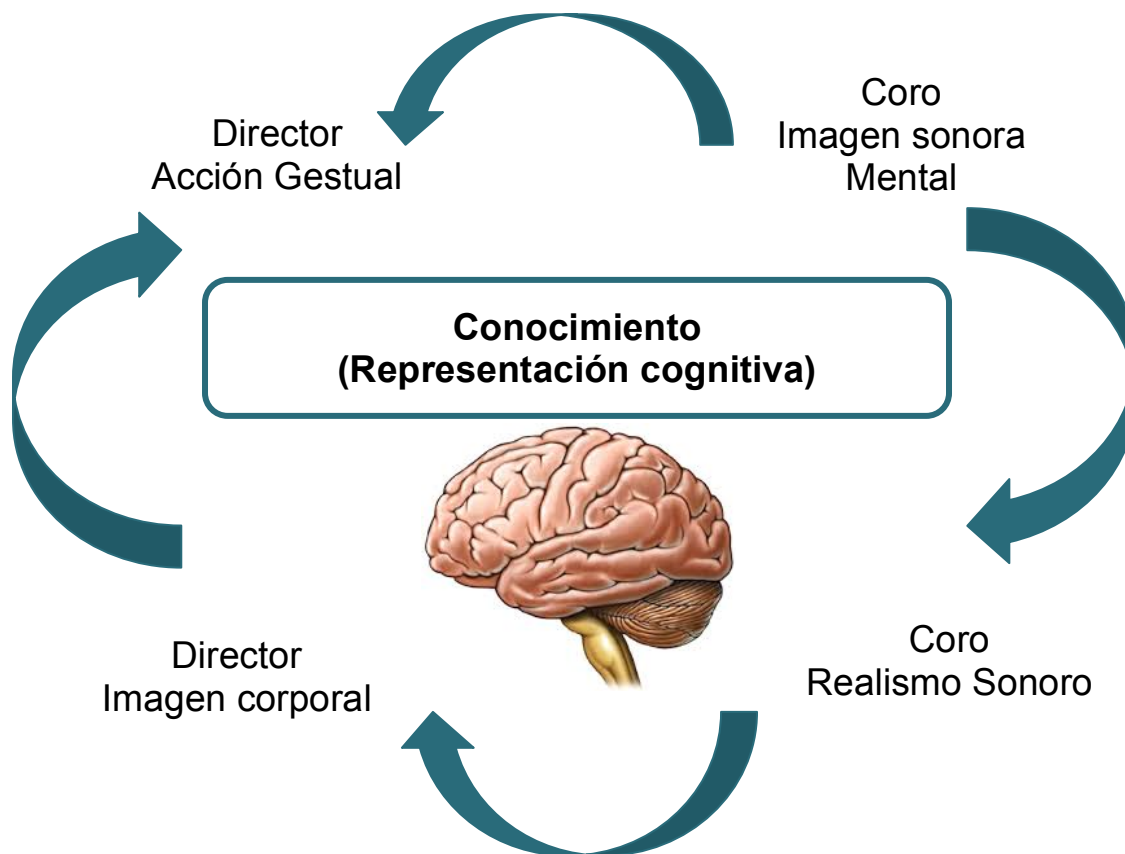 Director
Acción Gestual
Coro
Imagen sonora
Mental
Conocimiento
(Representación cognitiva)
Director
Imagen corporal
Coro
Realismo Sonoro